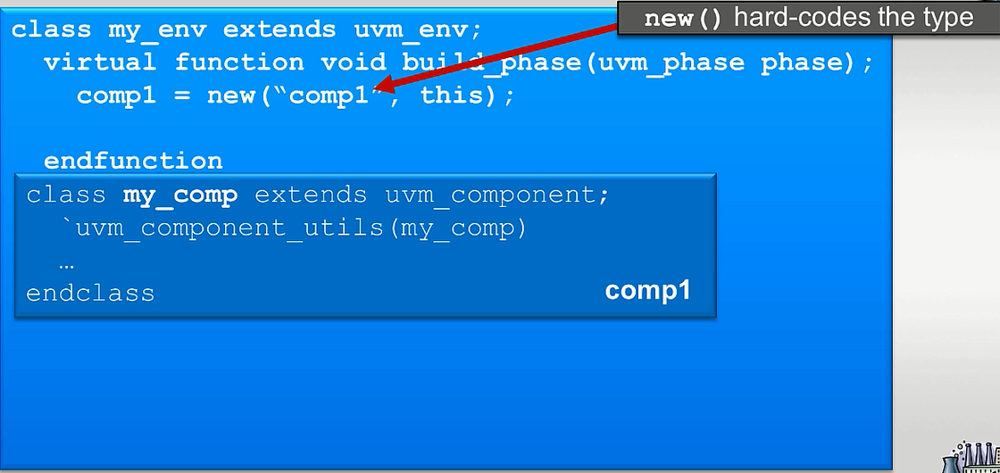 new() hard-codes the type
class my_env extends uvm_env;
virtual function void build_phase(uvm_phase phase);
comp1 = new(“comp1”, this);
endfunction
class my_comp extends uvm_component;
`uvm_component_utils(my_comp)
…
endclass
comp1